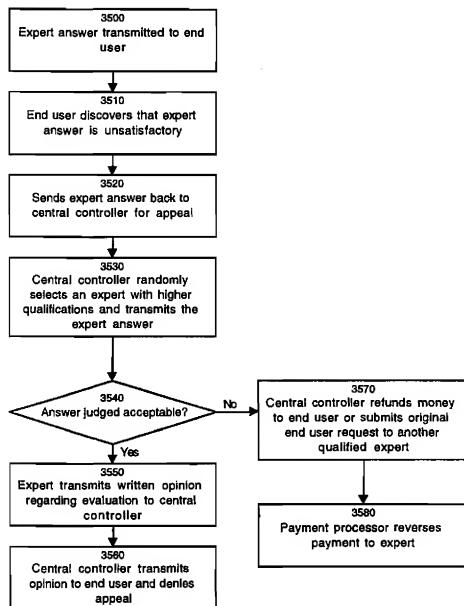 3500
Expert answer transmitted to end
user
3510
End user discovers that expert
answer is unsatisfactory
3520
Sends expert answer back to
central controller for appeal
3530
Central controller randomly
selects an expert with higher
qualifications and transmits the
expert answer
3540
Answer judged acceptable?
No
Yes
3550
Expert transmits written opinion
regarding evaluation to central
controller
3560
Central controller transmits
opinion to end user and denies
appeal
3570
Central controller refunds money
to end user or submits original
end user request to another
qualified expert
3580
Payment processor reverses
payment to expert